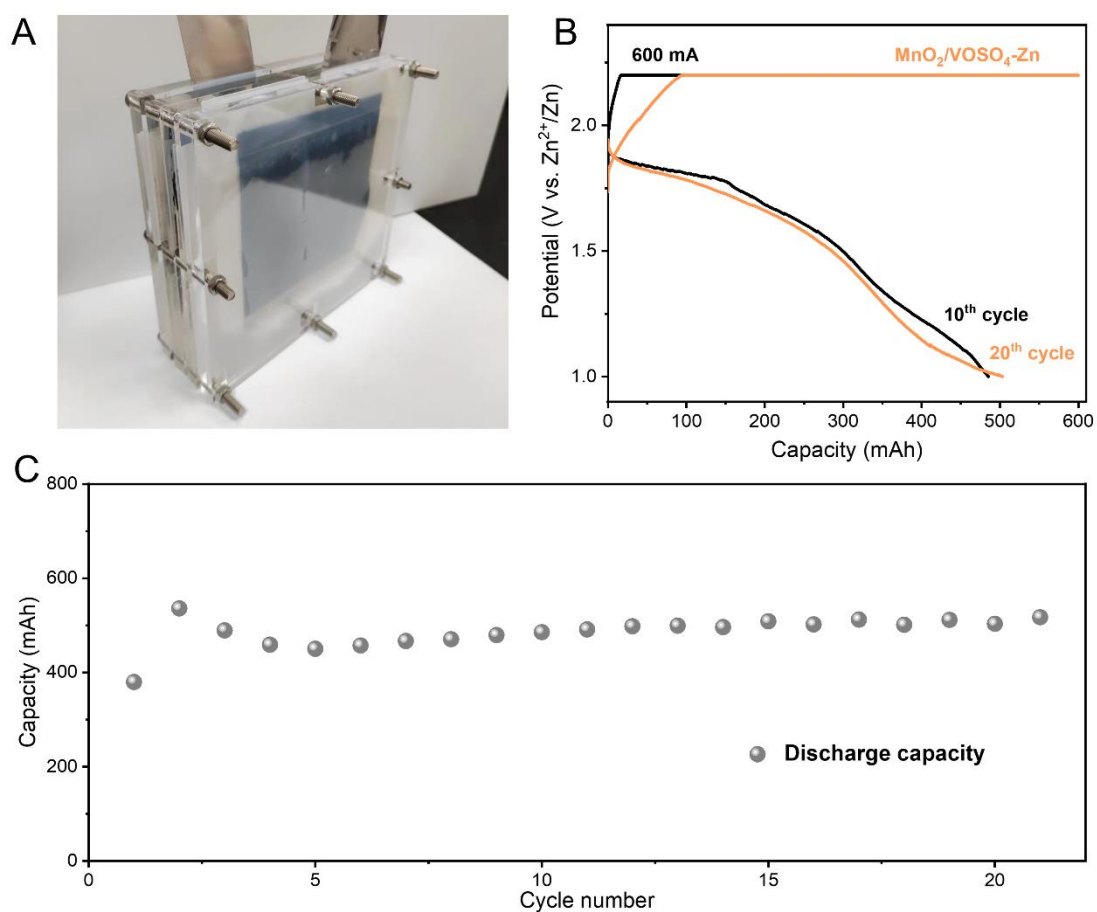 A
B
600 mA
MnO₂/VOSO₄-Zn
10ᵗʰ cycle
20ᵗʰ cycle
Potential (V vs. Zn²⁺/Zn)
2.0
1.5
1.0
0 100 200 300 400 500 600
Capacity (mAh)
C
Capacity (mAh)
800
600
400
200
0
Discharge capacity
0 5 10 15 20
Cycle number